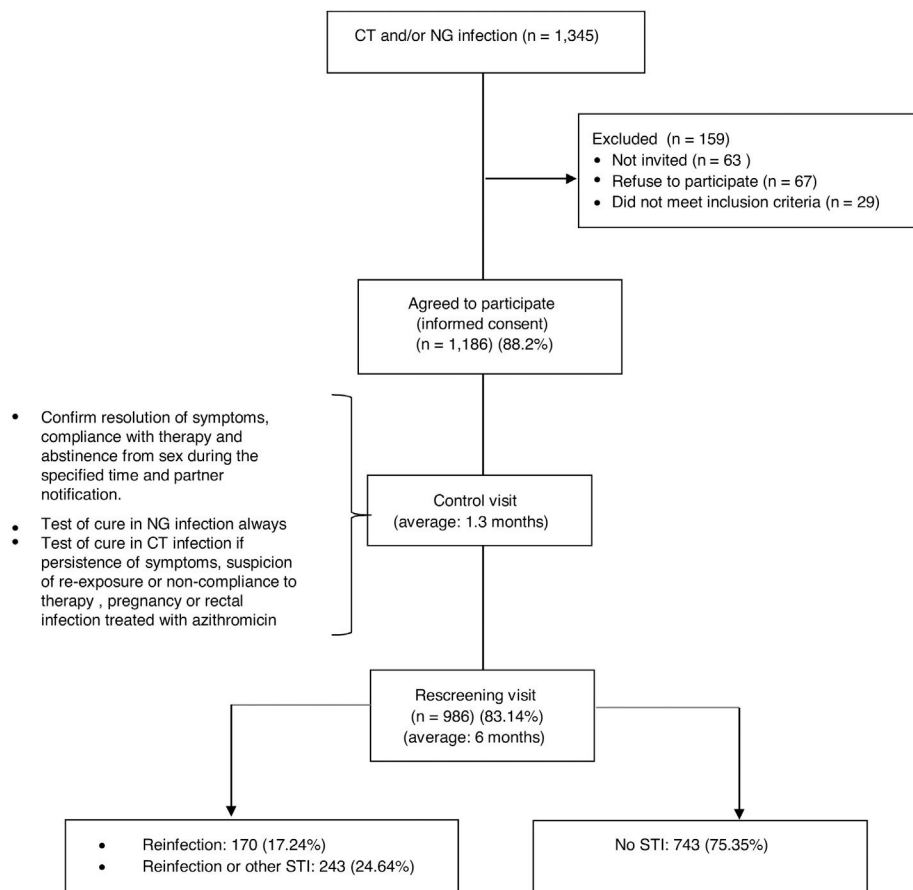 CT and/or NG infection (n = 1,345)
Excluded (n = 159)
• Not invited (n = 63 )
• Refuse to participate (n = 67)
• Did not meet inclusion criteria (n = 29)
Agreed to participate
(informed consent)
(n = 1,186) (88.2%)
• Confirm resolution of symptoms,
compliance with therapy and
abstinence from sex during the
specified time and partner
notification.
• Test of cure in NG infection always
• Test of cure in CT infection if
persistence of symptoms, suspicion
of re-exposure or non-compliance to
therapy , pregnancy or rectal
infection treated with azithromicin
Control visit
(average: 1.3 months)
Rescreening visit
(n = 986) (83.14%)
(average: 6 months)
• Reinfection: 170 (17.24%)
• Reinfection or other STI: 243 (24.64%)
No STI: 743 (75.35%)